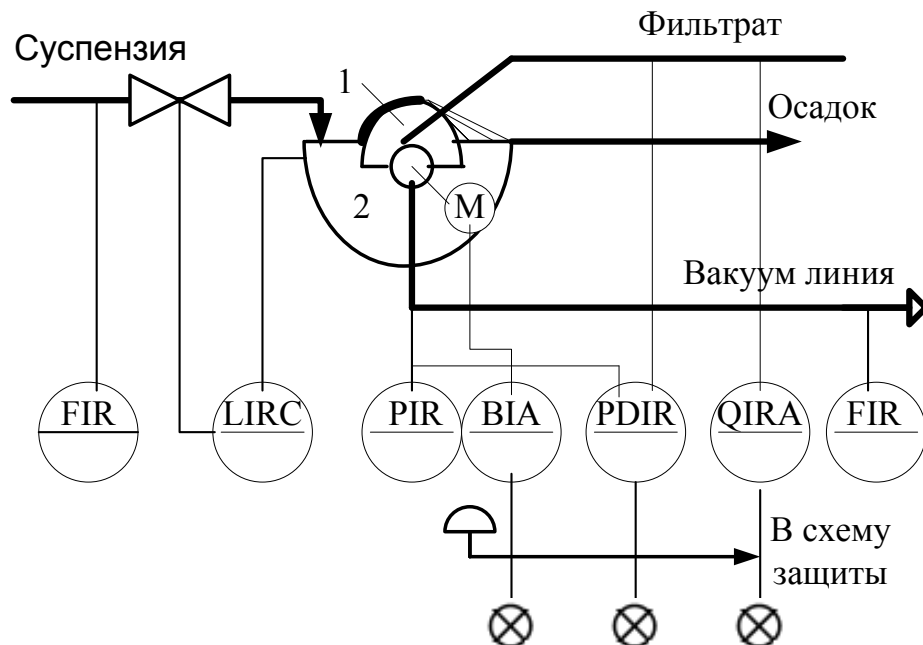 Фильтрат
Суспензия
1
Осадок
2
М
Вакуум линия
FIR
LIRC
PIR
BIA
PDIR
QIRA
FIR
В схему
защиты